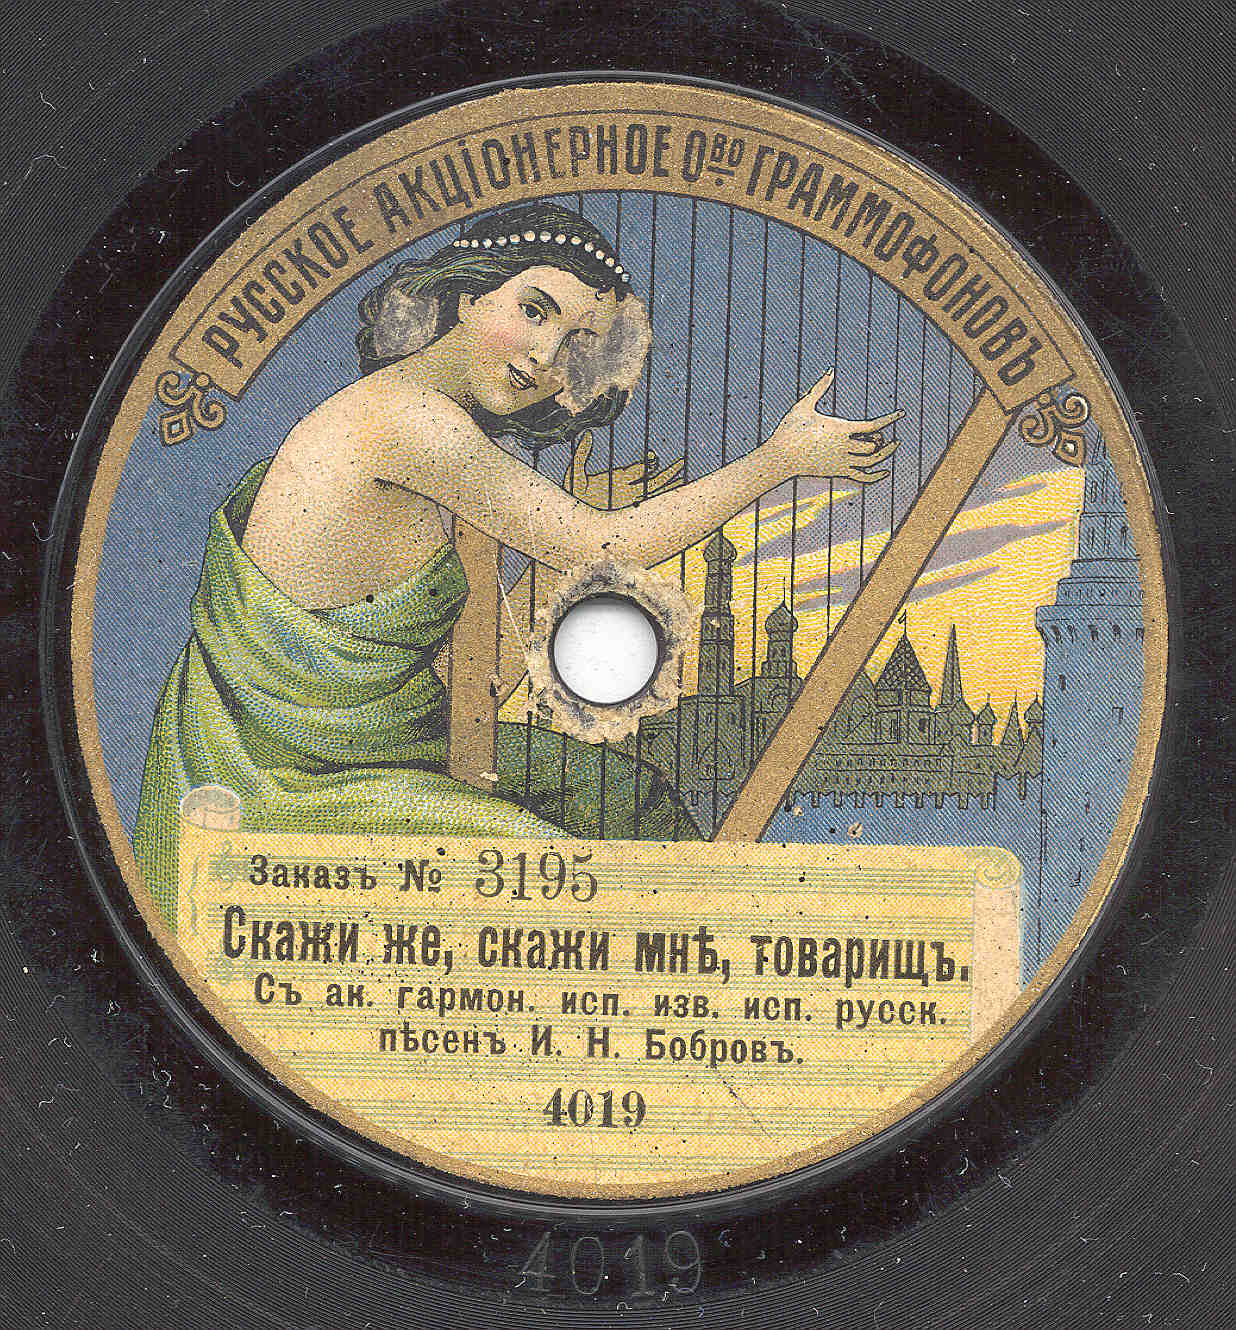 РУССКОЕ АКЦІОНЕРНОЕ Ово ГРАММОФОНОВЪ
Заказъ № 3195
Скажи же, скажи мнѣ, товарищъ.
Съ ак. гармон. исп. изв. исп. русск.
пѣсенъ И. Н. Бобровъ.
4019
4019